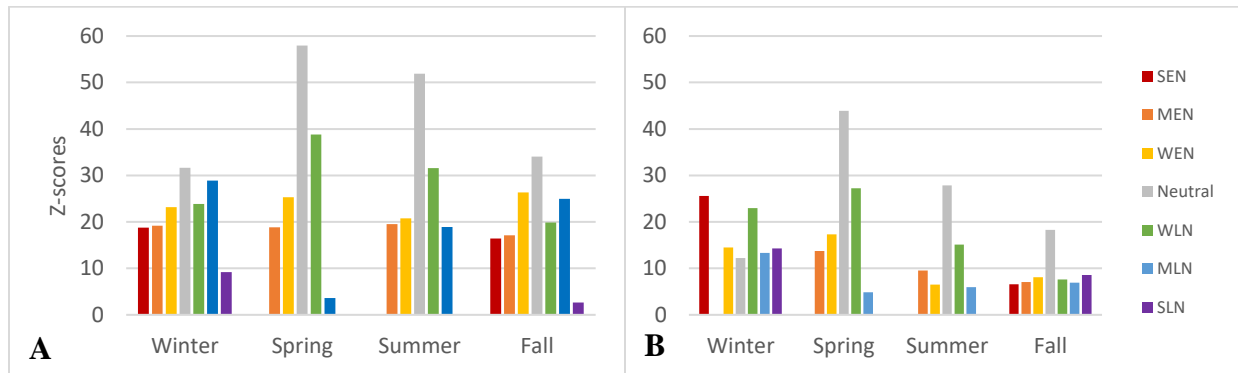 60
50
40
30
20
10
0
Z-scores
Winter Spring Summer Fall
A
60
50
40
30
20
10
0
Winter Spring Summer Fall
B
SEN
MEN
WEN
Neutral
WLN
MLN
SLN